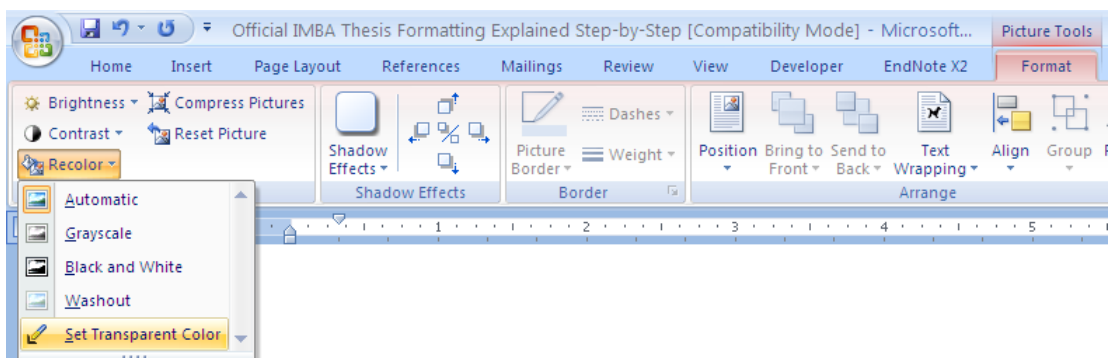 Official IMBA Thesis Formatting Explained Step-by-Step [Compatibility Mode] - Microsoft... Picture Tools
Home Insert Page Layout References Mailings Review View Developer EndNote X2 Format
Brightness Compress Pictures
Contrast Reset Picture
Recolor
Shadow Effects
Shadow Effects
Picture Border
Dashes
Weight
Border
Position Bring to Front Send to Back Text Wrapping Align Group
Arrange
Automatic
Grayscale
Black and White
Washout
Set Transparent Color
1 2 3 4 5